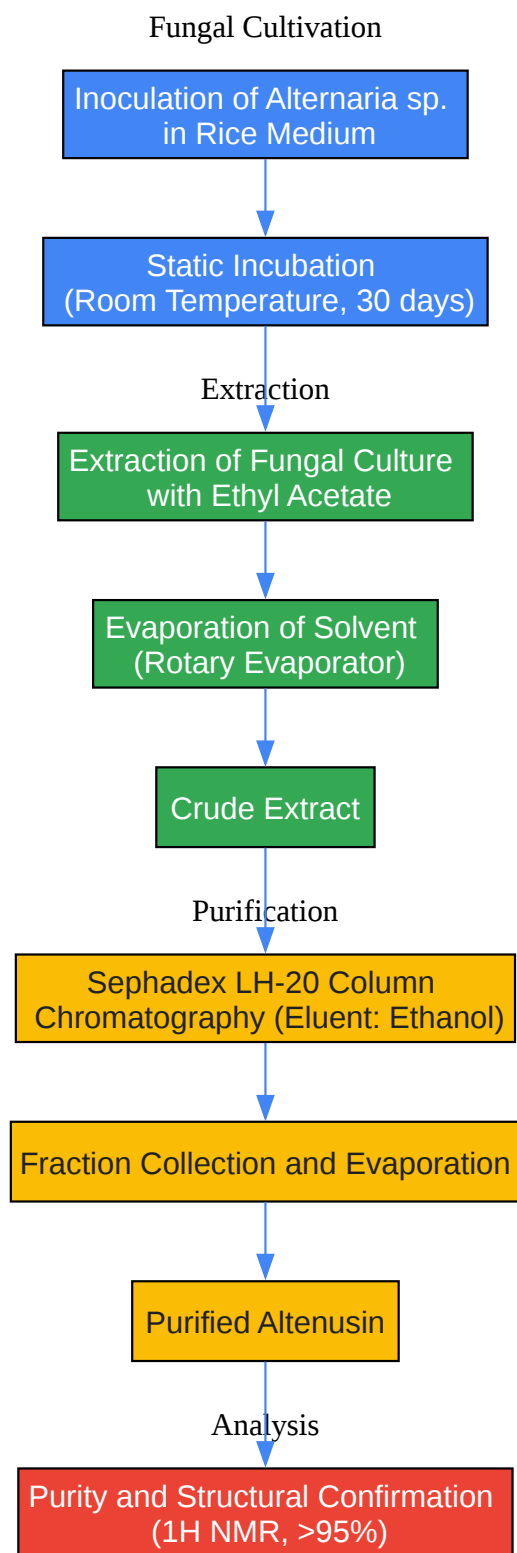 Fungal Cultivation
Inoculation of Alternaria sp.
in Rice Medium
Static Incubation
(Room Temperature, 30 days)
Extraction
Extraction of Fungal Culture
with Ethyl Acetate
Evaporation of Solvent
(Rotary Evaporator)
Crude Extract
Purification
Sephadex LH-20 Column
Chromatography (Eluent: Ethanol)
Fraction Collection and Evaporation
Purified Altenusin
Analysis
Purity and Structural Confirmation
(1H NMR, >95%)